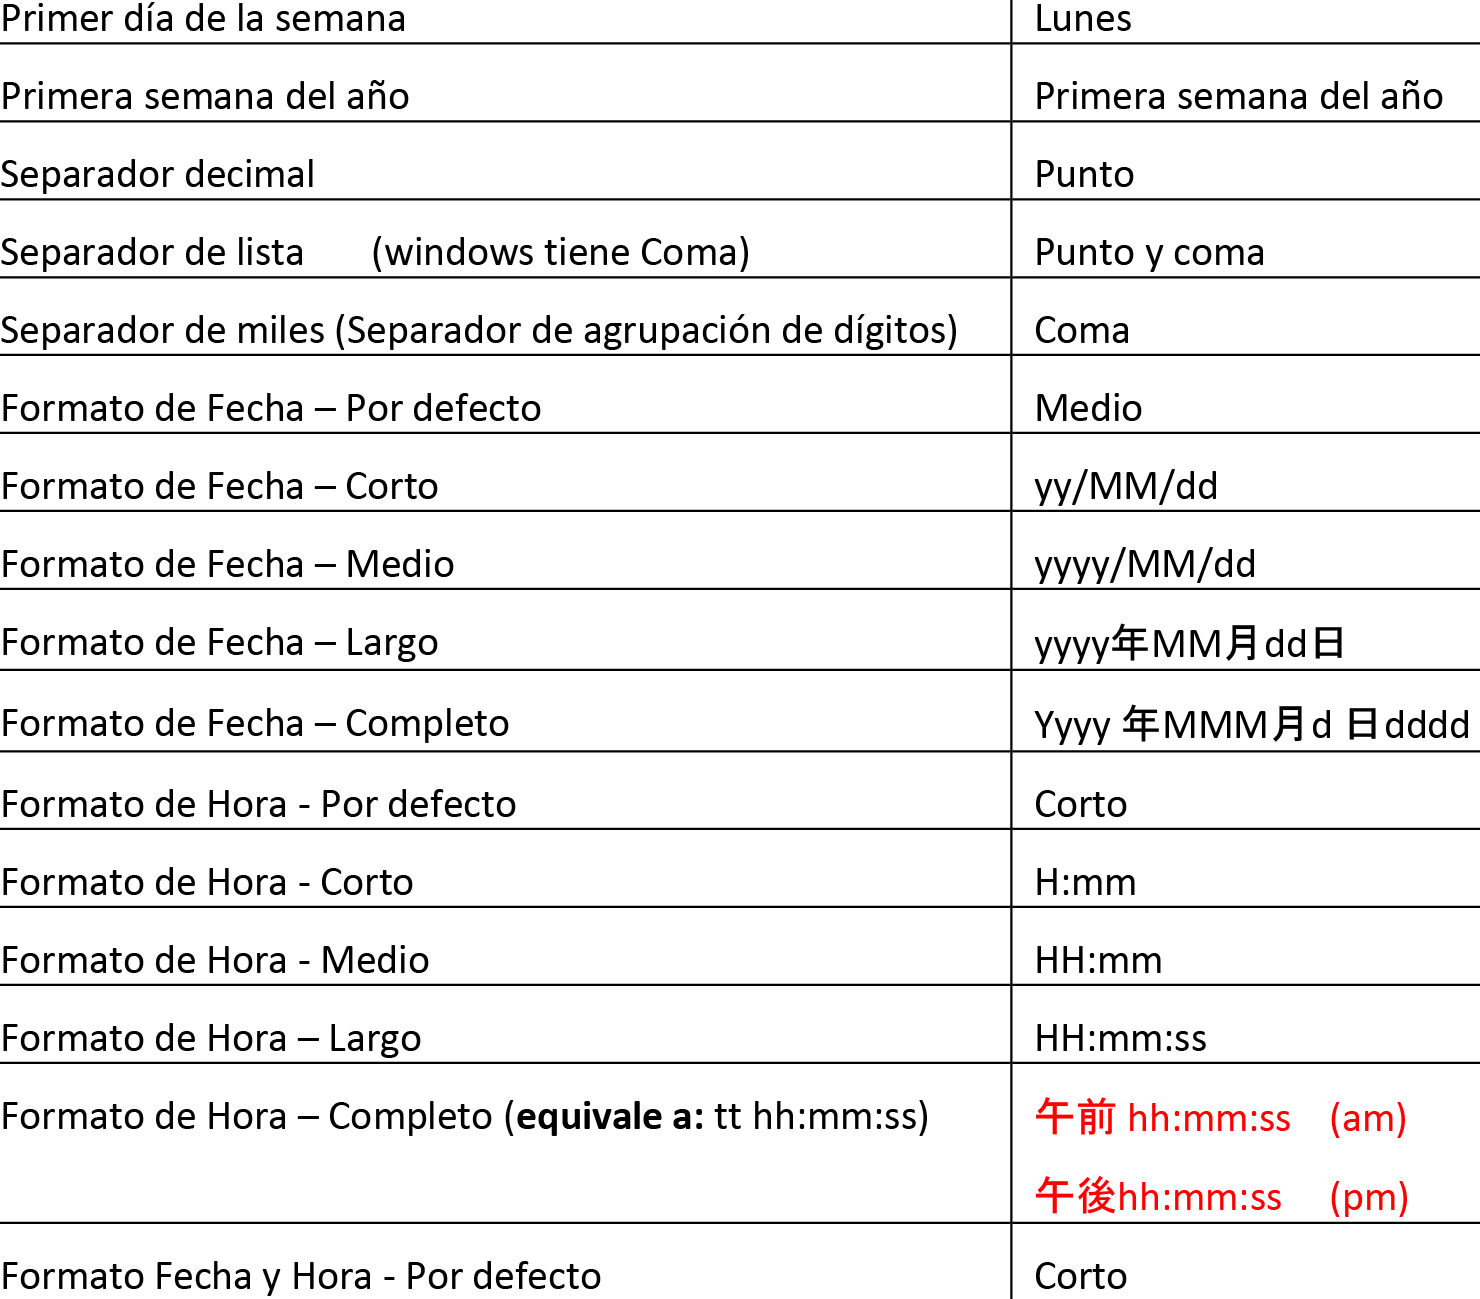 Primer día de la semana Lunes
Primera semana del año Primera semana del año
Separador decimal Punto
Separador de lista (windows tiene Coma) Punto y coma
Separador de miles (Separador de agrupación de dígitos) Coma
Formato de Fecha – Por defecto Medio
Formato de Fecha – Corto yy/MM/dd
Formato de Fecha – Medio yyyy/MM/dd
Formato de Fecha – Largo yyyy年MM月dd日
Formato de Fecha – Completo Yyyy 年MMM月d 日dddd
Formato de Hora - Por defecto Corto
Formato de Hora - Corto H:mm
Formato de Hora - Medio HH:mm
Formato de Hora – Largo HH:mm:ss
Formato de Hora – Completo (equivale a: tt hh:mm:ss) 午前 hh:mm:ss (am)
午後hh:mm:ss (pm)
Formato Fecha y Hora - Por defecto Corto